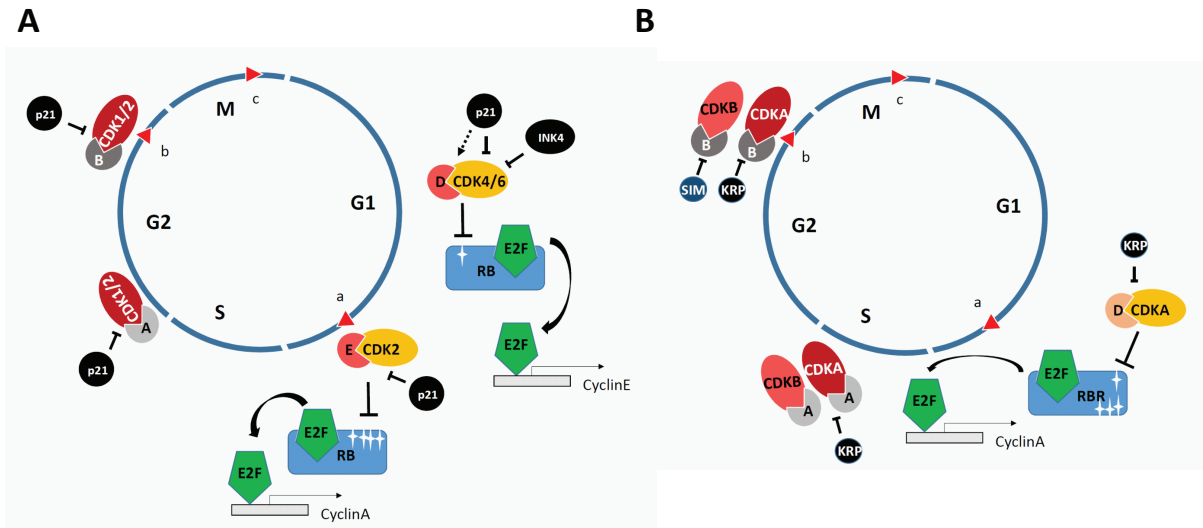 A
M
c
b
G2
G1
S
a
p21
CDK1/2
B
p21
INK4
D
CDK4/6
RB
E2F
E2F
CyclinE
CDK1/2
A
p21
E
CDK2
p21
E2F
RB
E2F
CyclinA
B
M
c
b
G2
G1
S
a
CDKB
B
CDKA
B
SIM
KRP
KRP
D
CDKA
E2F
RBR
E2F
CyclinA
CDKB
A
CDKA
A
KRP